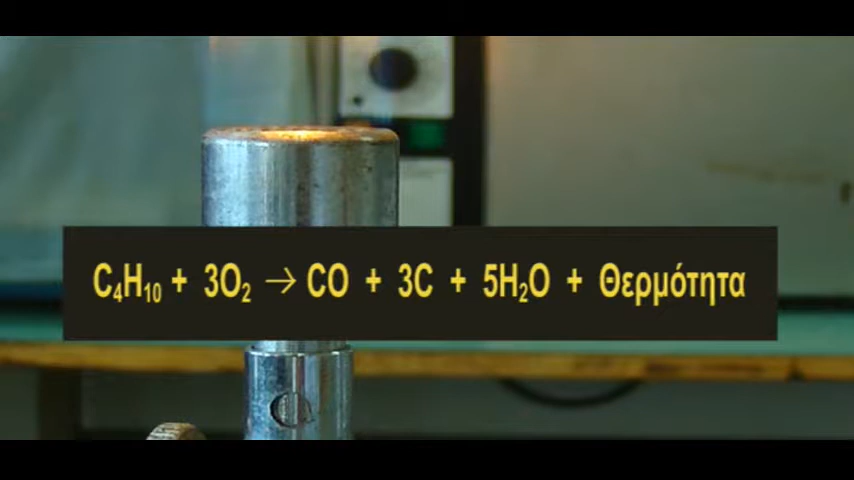 C₄H₁₀ + 3O₂ → CO + 3C + 5H₂O + Θερμότητα